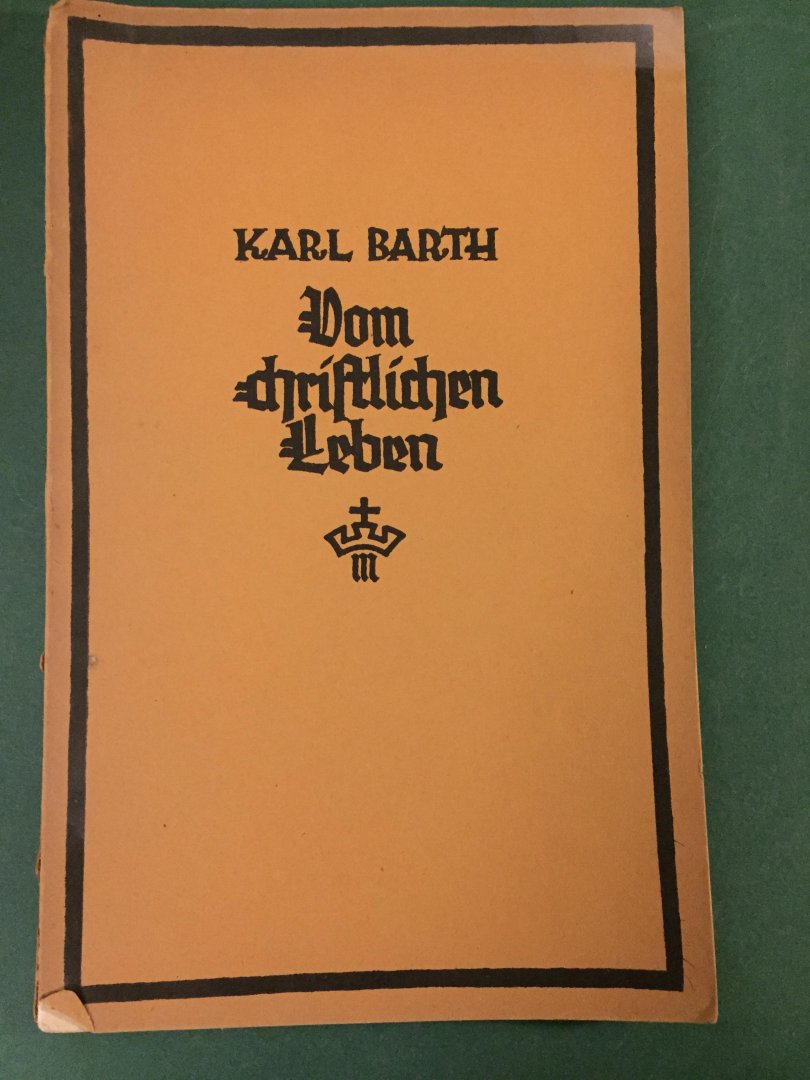 KARL BARTH
Vom
chriſtlichen
Leben
m